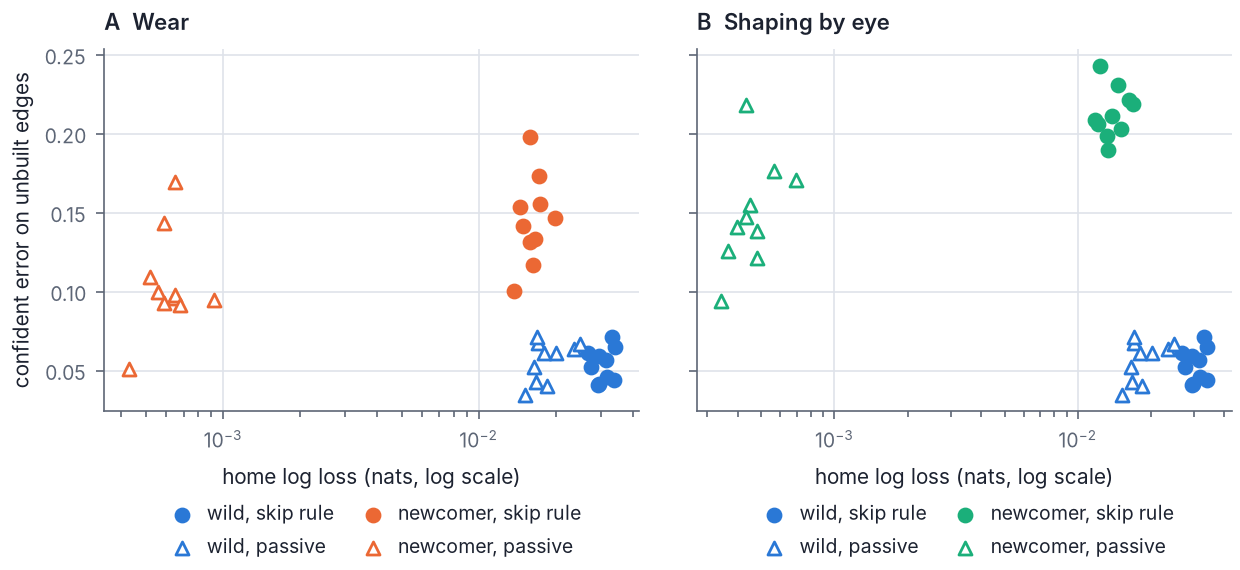 A Wear
B Shaping by eye
confident error on unbuilt edges
0.25
0.20
0.15
0.10
0.05
10⁻³
10⁻²
10⁻³
10⁻²
home log loss (nats, log scale)
home log loss (nats, log scale)
wild, skip rule
newcomer, skip rule
wild, passive
newcomer, passive
wild, skip rule
newcomer, skip rule
wild, passive
newcomer, passive